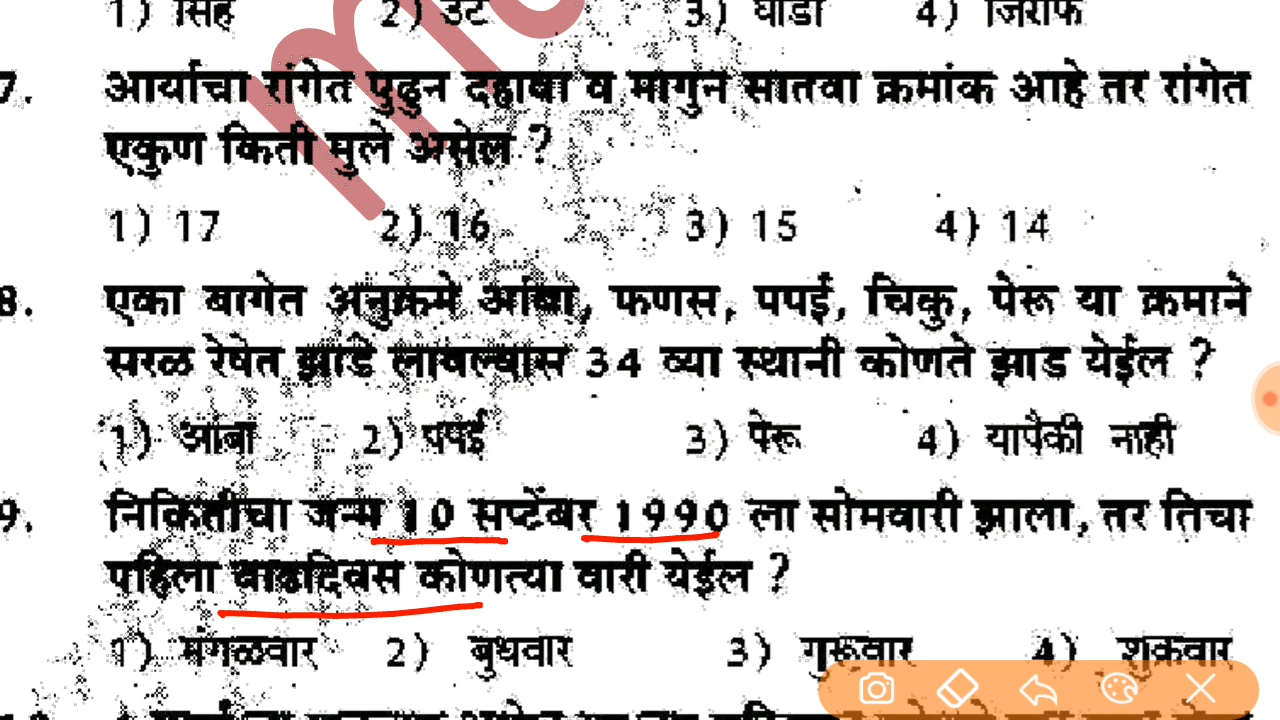 1) सिंह 2) उंट 3) घोडा 4) जिराफ
7. आर्याचा रांगेत पुढुन दहावा व मागुन सातवा क्रमांक आहे तर रांगेत
एकुण किती मुले असेल ?
1) 17 2) 16 3) 15 4) 14
8. एका बागेत अनुक्रमे आंबा, फणस, पपई, चिकु, पेरू या क्रमाने
सरळ रेषेत झाडे लावल्यास 34 व्या स्थानी कोणते झाड येईल ?
1) आंबा 2) पपई 3) पेरू 4) यापैकी नाही
9. निकितीचा जन्म 10 सप्टेंबर 1990 ला सोमवारी झाला, तर तिचा
पहिला वाढदिवस कोणत्या वारी येईल ?
1) मंगळवार 2) बुधवार 3) गुरूवार 4) शुक्रवार